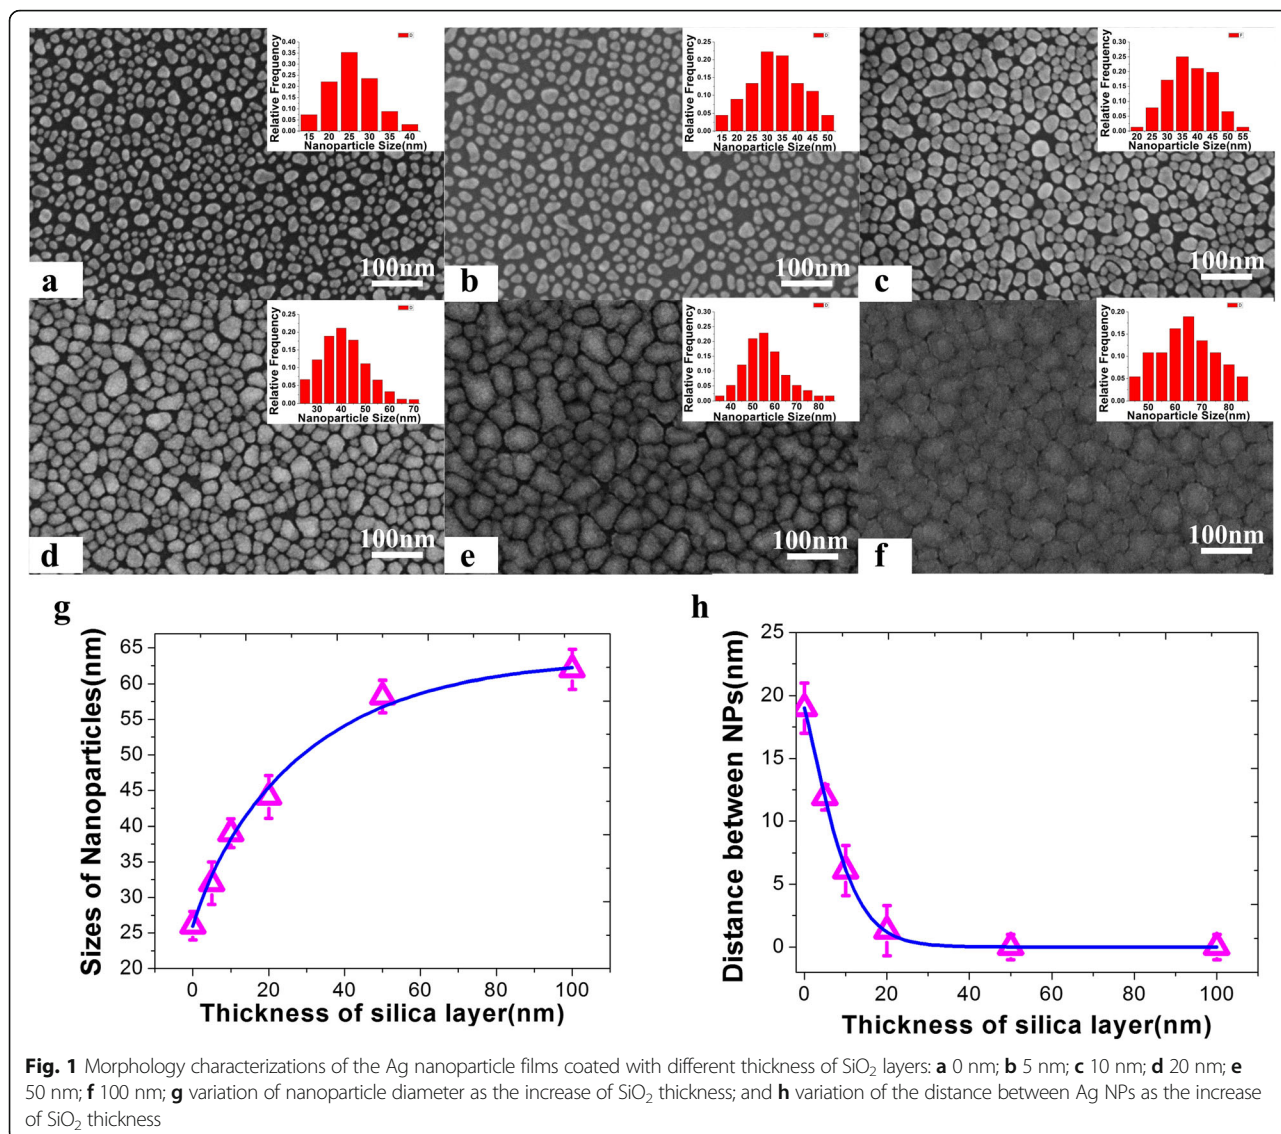 0.40
0.35
0.30
0.25
0.20
0.15
0.10
0.05
0.00
Relative Frequency
15 20 25 30 35 40
Nanoparticle Size(nm)
a
100nm
0.25
0.20
0.15
0.10
0.05
0.00
Relative Frequency
15 20 25 30 35 40 45 50
Nanoparticle Size(nm)
b
100nm
0.30
0.25
0.20
0.15
0.10
0.05
0.00
Relative Frequency
20 25 30 35 40 45 50 55
Nanoparticle Size(nm)
c
100nm
0.25
0.20
0.15
0.10
0.05
0.00
Relative Frequency
30 40 50 60 70
Nanoparticle Size(nm)
d
100nm
0.30
0.25
0.20
0.15
0.10
0.05
0.00
Relative Frequency
40 50 60 70 80
Nanoparticle Size(nm)
e
100nm
0.20
0.15
0.10
0.05
0.00
Relative Frequency
50 60 70 80
Nanoparticle Size(nm)
f
100nm
g
65
60
55
50
45
40
35
30
25
20
Sizes of Nanoparticles(nm)
0 20 40 60 80 100
Thickness of silica layer(nm)
h
25
20
15
10
5
0
Distance between NPs(nm)
0 20 40 60 80 100
Thickness of silica layer(nm)
Fig. 1 Morphology characterizations of the Ag nanoparticle films coated with different thickness of SiO₂ layers: a 0 nm; b 5 nm; c 10 nm; d 20 nm; e
50 nm; f 100 nm; g variation of nanoparticle diameter as the increase of SiO₂ thickness; and h variation of the distance between Ag NPs as the increase
of SiO₂ thickness